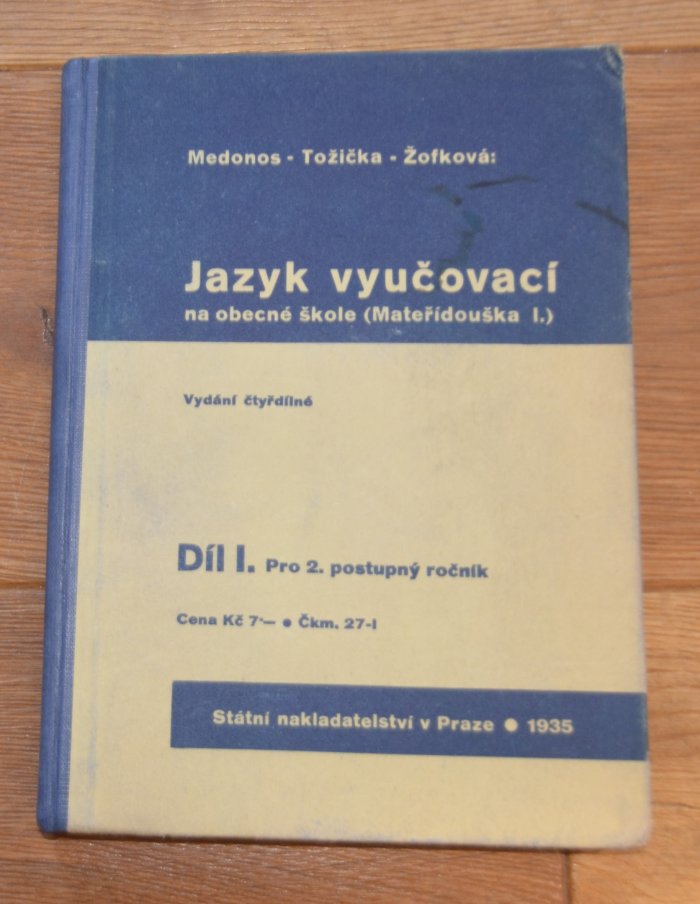 Medonos - Tožička - Žofková:
Jazyk vyučovací
na obecné škole (Mateřídouška I.)
Vydání čtyřdílné
Díl I. Pro 2. postupný ročník
Cena Kč 7·— ● Čkm. 27-I
Státní nakladatelství v Praze ● 1935